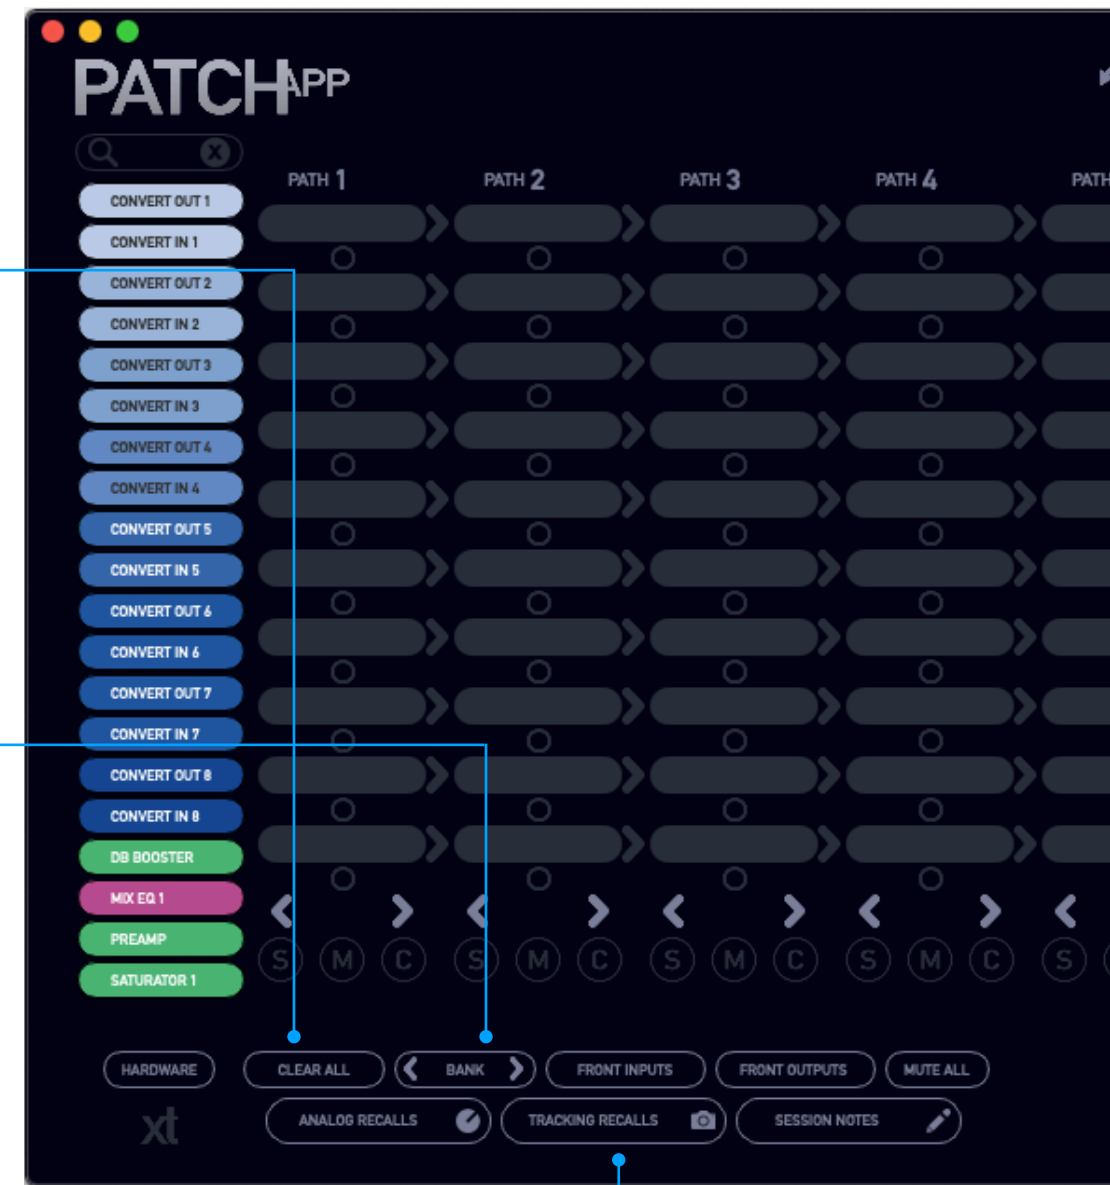 PATCHAPP
PATH 1 PATH 2 PATH 3 PATH 4 PATH
CONVERT OUT 1
CONVERT IN 1
CONVERT OUT 2
CONVERT IN 2
CONVERT OUT 3
CONVERT IN 3
CONVERT OUT 4
CONVERT IN 4
CONVERT OUT 5
CONVERT IN 5
CONVERT OUT 6
CONVERT IN 6
CONVERT OUT 7
CONVERT IN 7
CONVERT OUT 8
CONVERT IN 8
DB BOOSTER
MIX EQ 1
PREAMP
SATURATOR 1
S M C S M C S M C S M C S
HARDWARE CLEAR ALL BANK FRONT INPUTS FRONT OUTPUTS MUTE ALL
xt ANALOG RECALLS TRACKING RECALLS SESSION NOTES